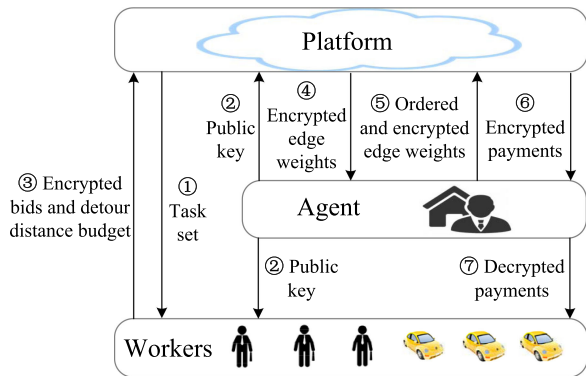 Platform
② Public
key
④
Encrypted
edge
weights
⑤ Ordered
and encrypted
edge weights
⑥
Encrypted
payments
③ Encrypted
bids and detour
distance budget
①
Task
set
Agent
② Public
key
⑦ Decrypted
payments
Workers